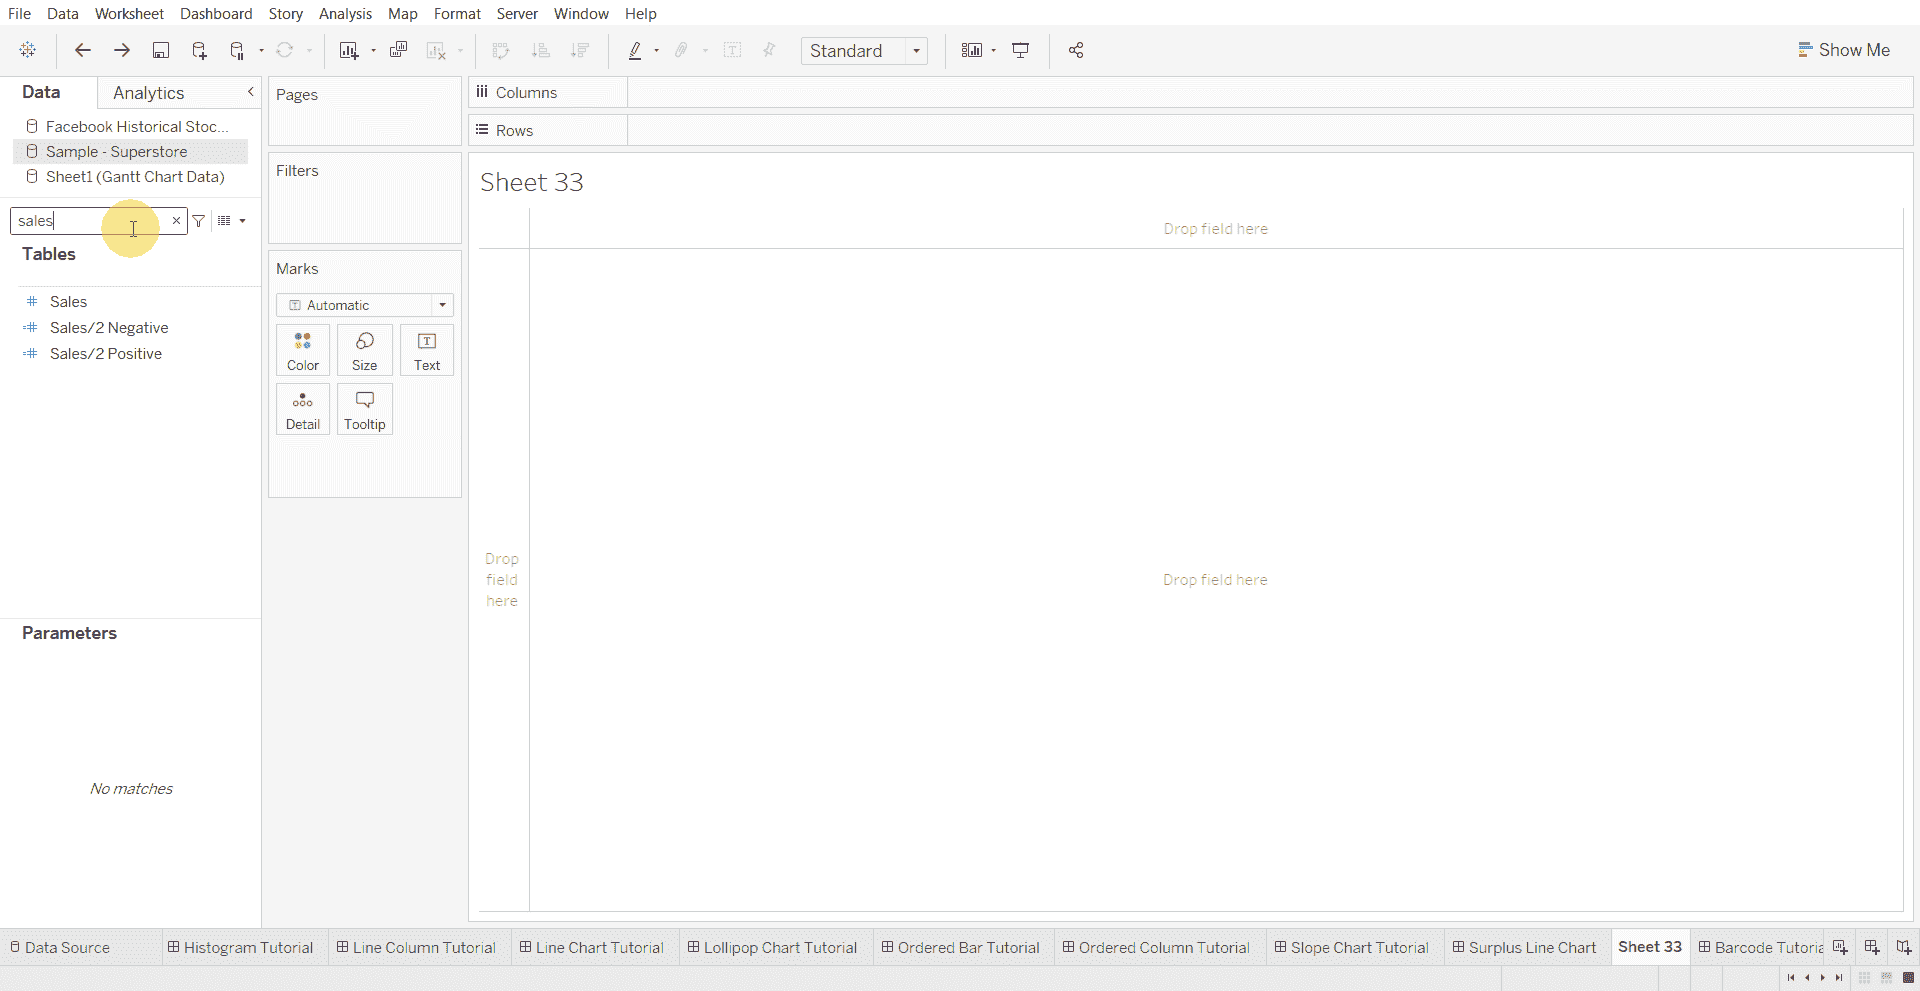 File Data Worksheet Dashboard Story Analysis Map Format Server Window Help
Standard
Show Me
Data
Analytics
Facebook Historical Stoc...
Sample - Superstore
Sheet1 (Gantt Chart Data)
sales
Tables
Sales
Sales/2 Negative
Sales/2 Positive
Parameters
No matches
Pages
Filters
Marks
Automatic
Color
Size
Text
Detail
Tooltip
Columns
Rows
Sheet 33
Drop field here
Drop
field
here
Drop field here
Data Source
Histogram Tutorial
Line Column Tutorial
Line Chart Tutorial
Lollipop Chart Tutorial
Ordered Bar Tutorial
Ordered Column Tutorial
Slope Chart Tutorial
Surplus Line Chart
Sheet 33
Barcode Tutoria